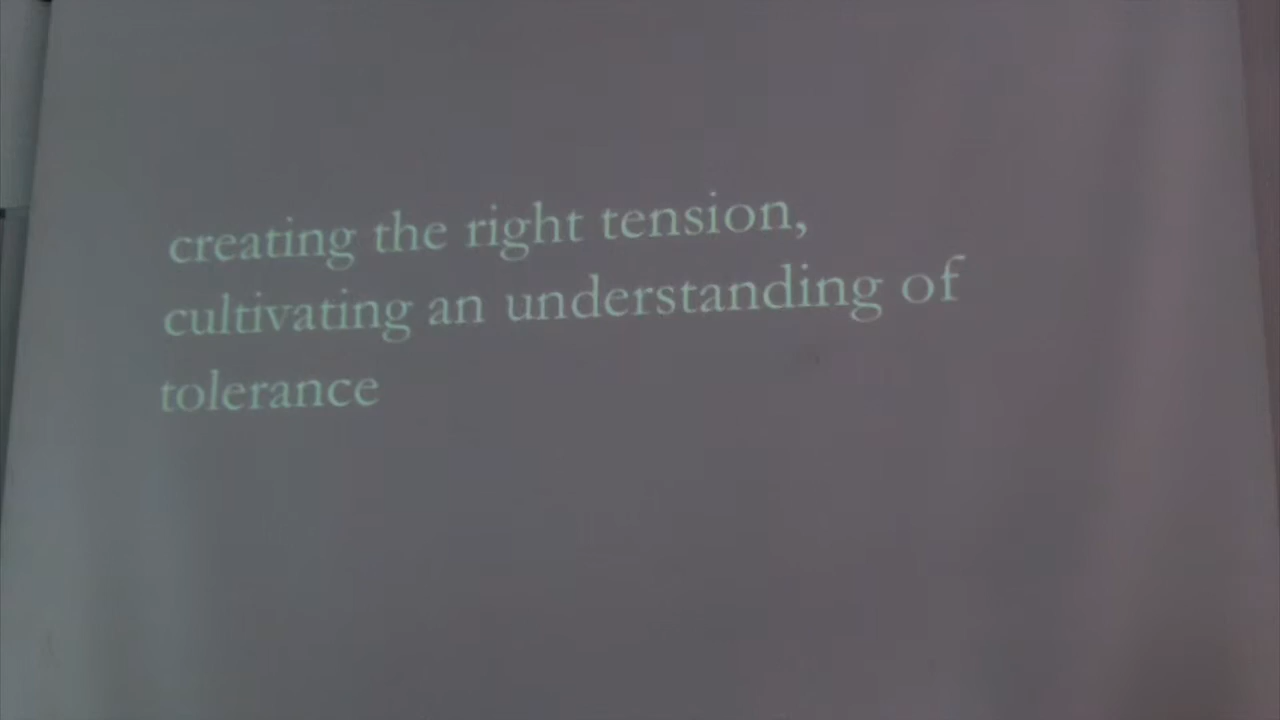 creating the right tension,
cultivating an understanding of
tolerance